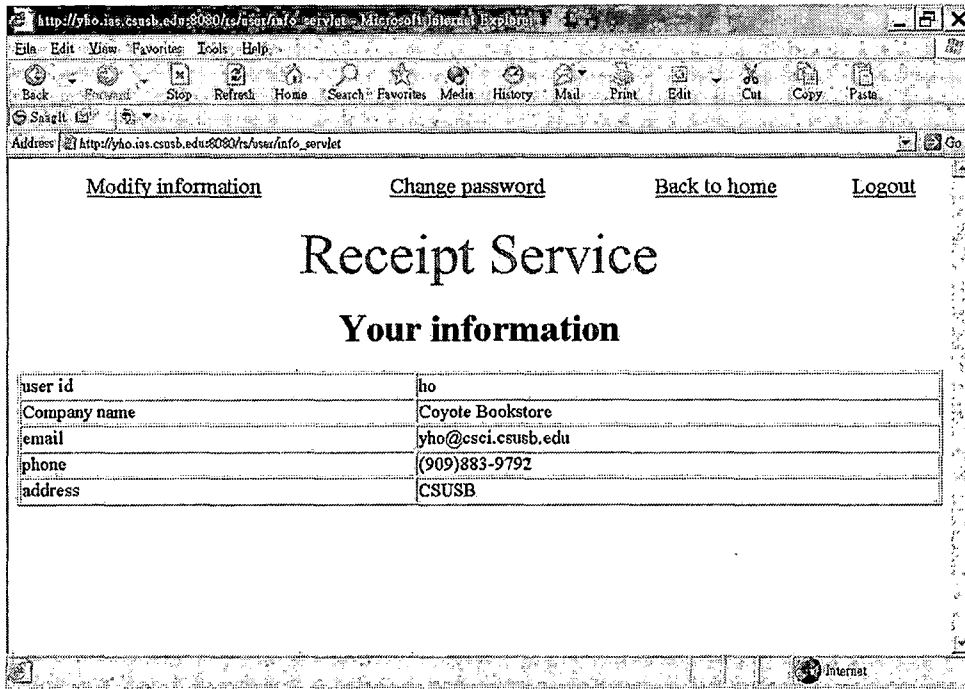 http://yho.ias.csusb.edu:8080/rs/user/info_servlet - Microsoft Internet Explorer
File Edit View Favorites Tools Help
Back Forward Stop Refresh Home Search Favorites Media History Mail Print Edit Cut Copy Paste
SnagIt
Address http://yho.ias.csusb.edu:8080/rs/user/info_servlet Go
Modify information Change password Back to home Logout
Receipt Service
Your information
user id ho
Company name Coyote Bookstore
email yho@csci.csusb.edu
phone (909)883-9792
address CSUSB
Internet